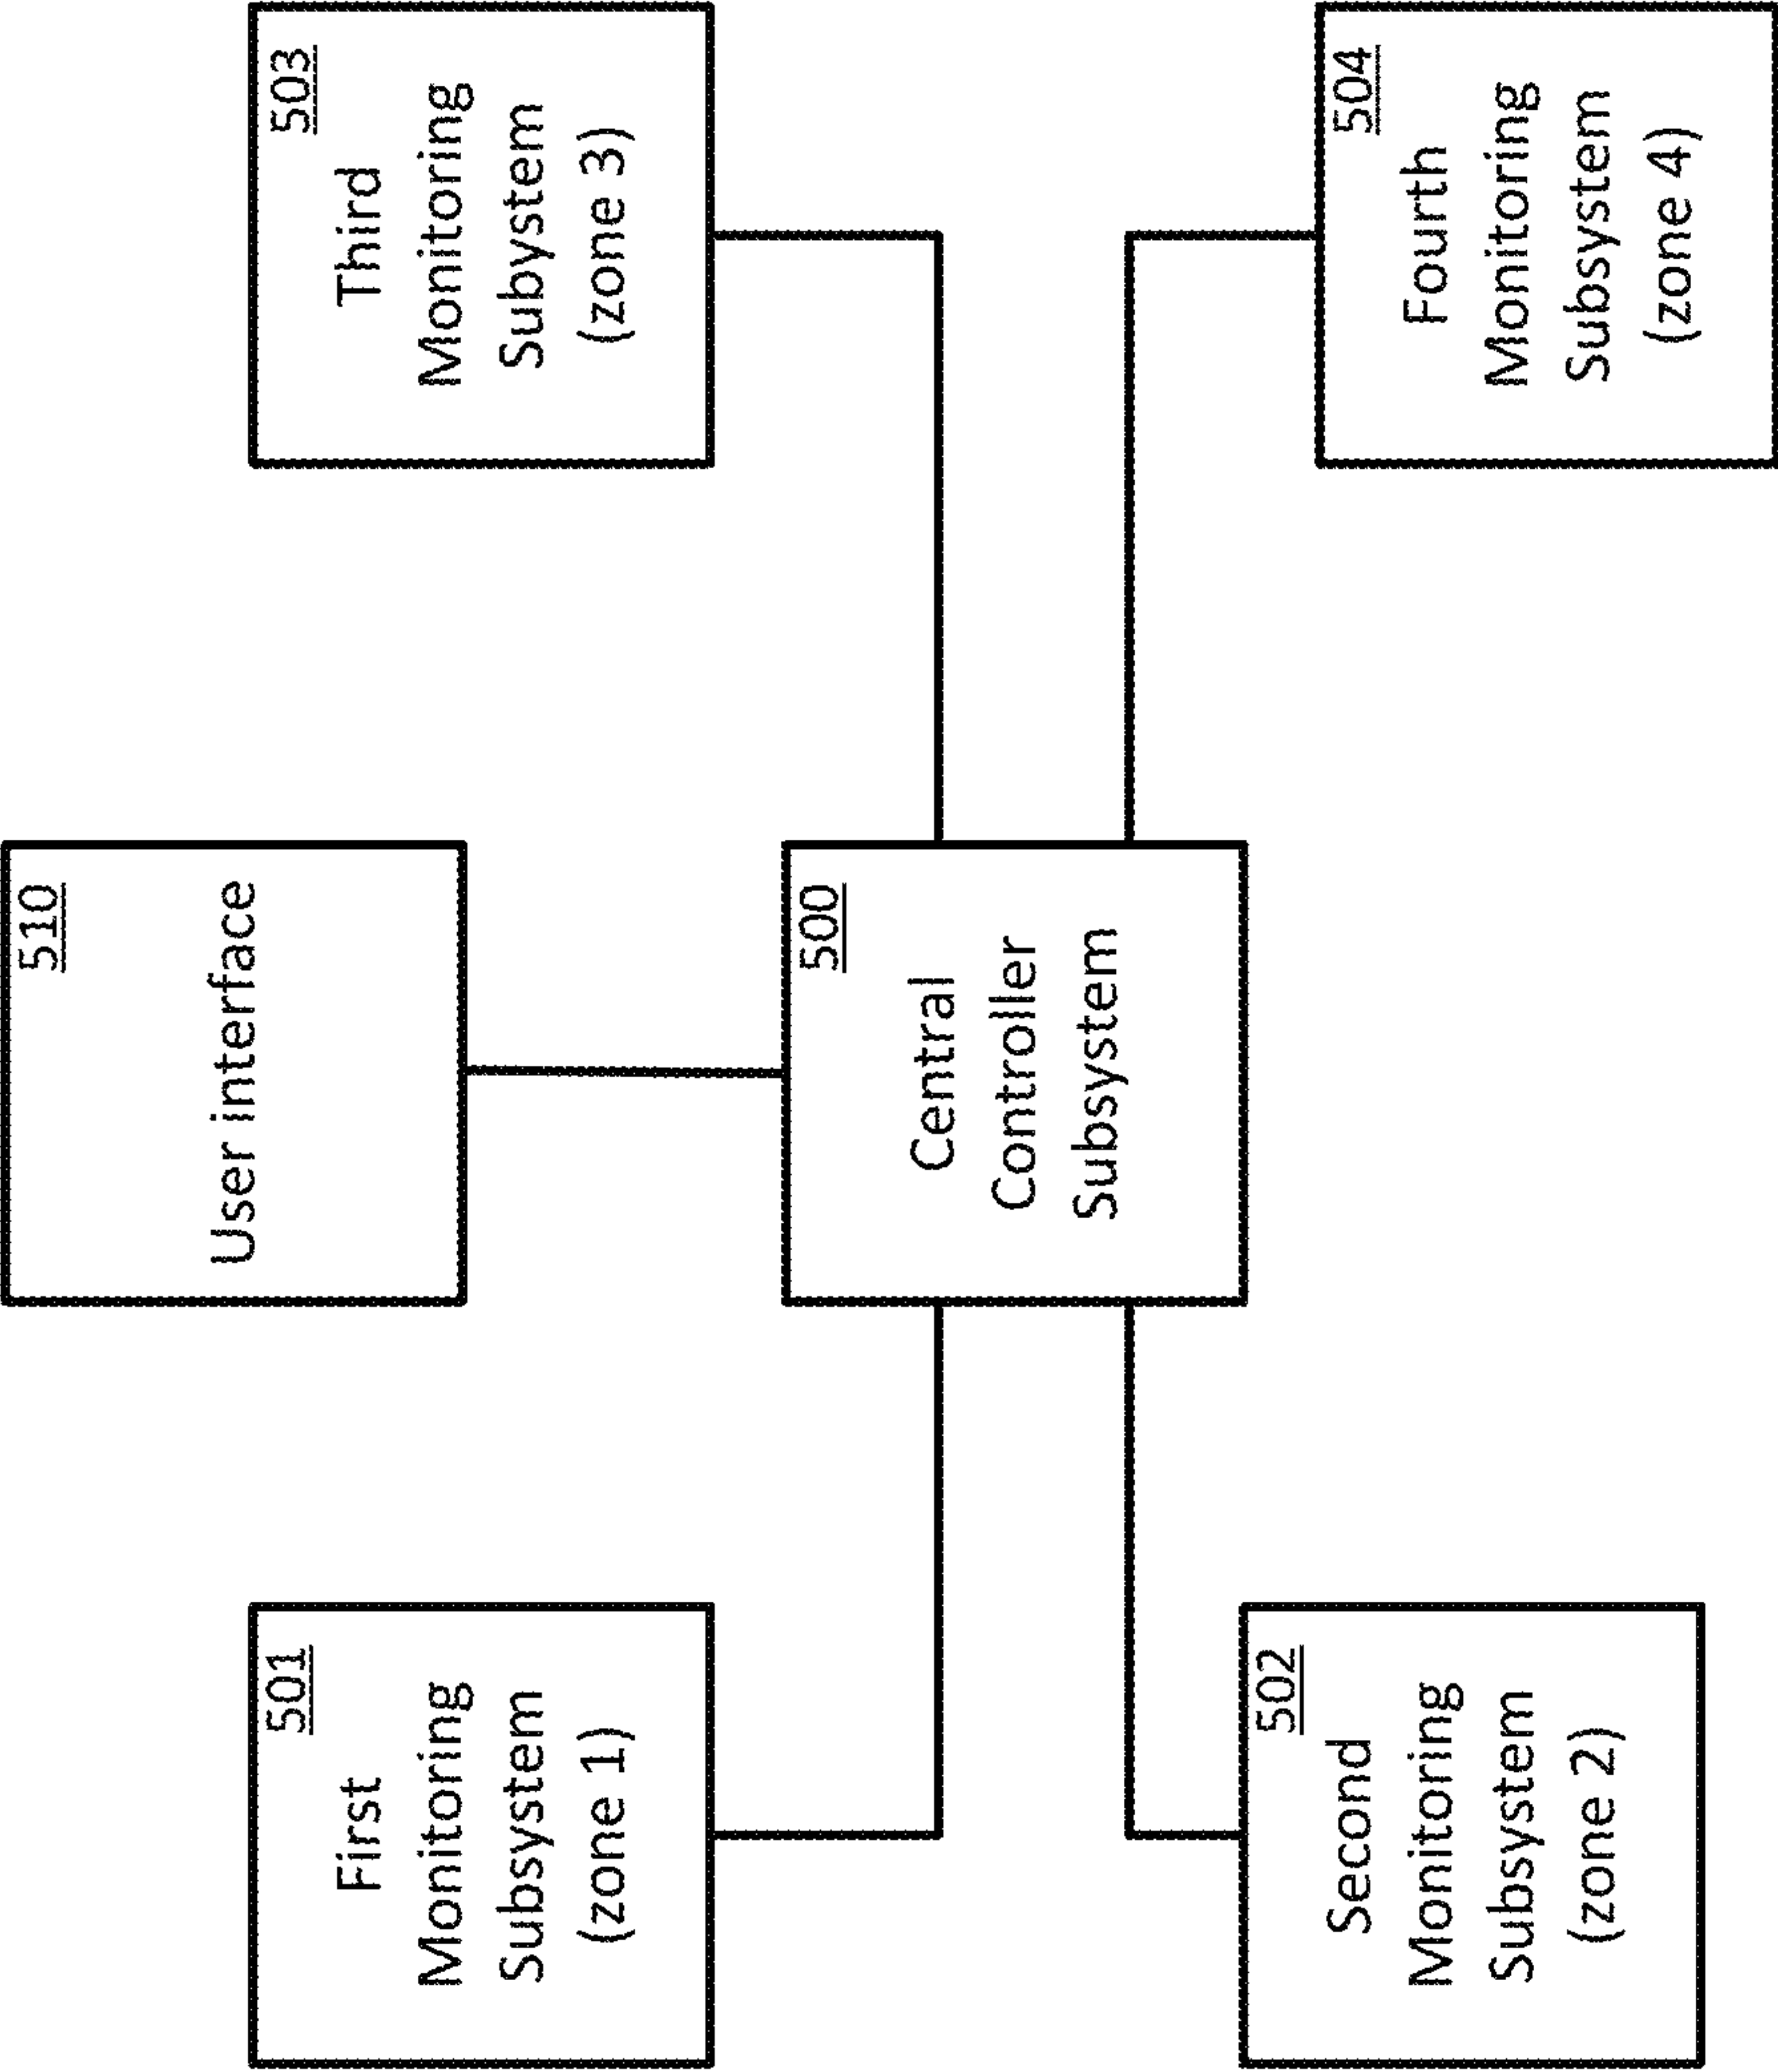 510
User interface
501
First
Monitoring
Subsystem
(zone 1)
503
Third
Monitoring
Subystem
(zone 3)
500
Central
Controller
Subsystem
502
Second
Monitoring
Subsystem
(zone 2)
504
Fourth
Monitoring
Subsystem
(zone 4)